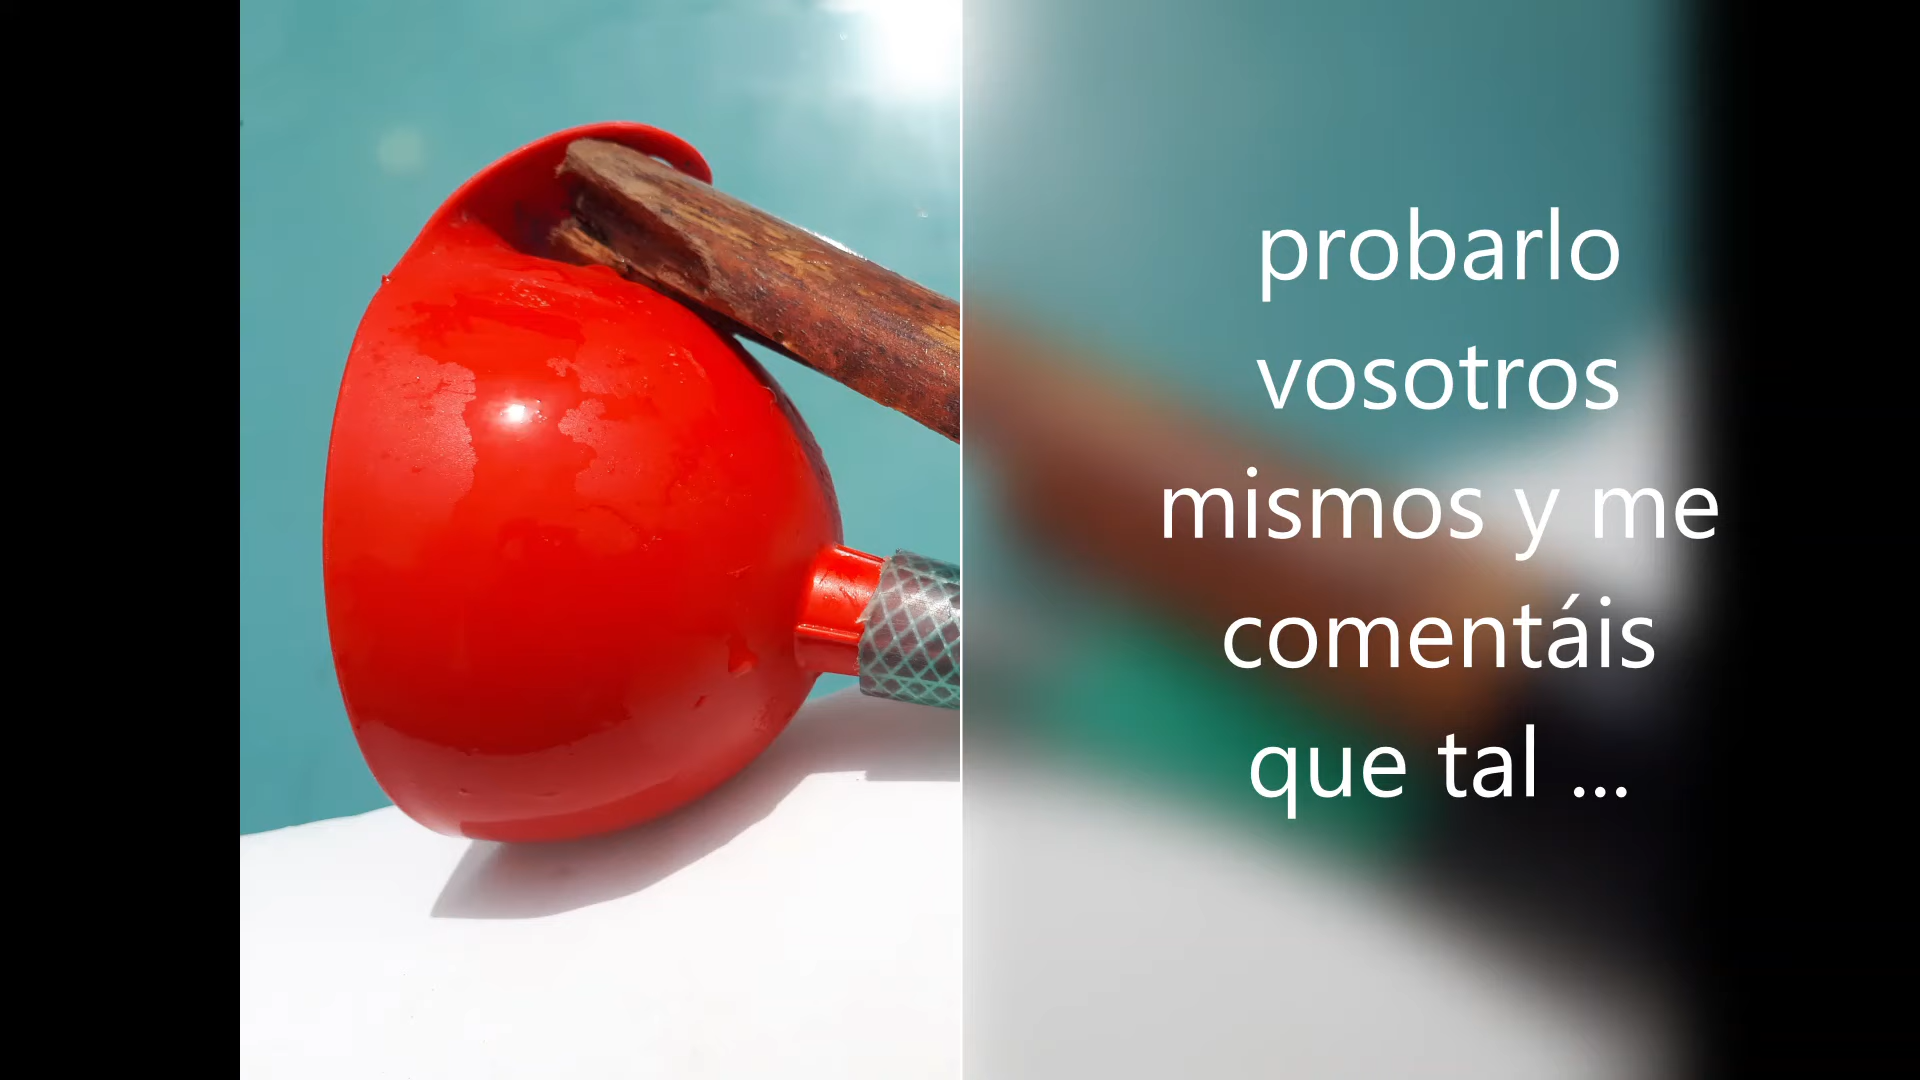 probarlo
vosotros
mismos y me
comentáis
que tal ...